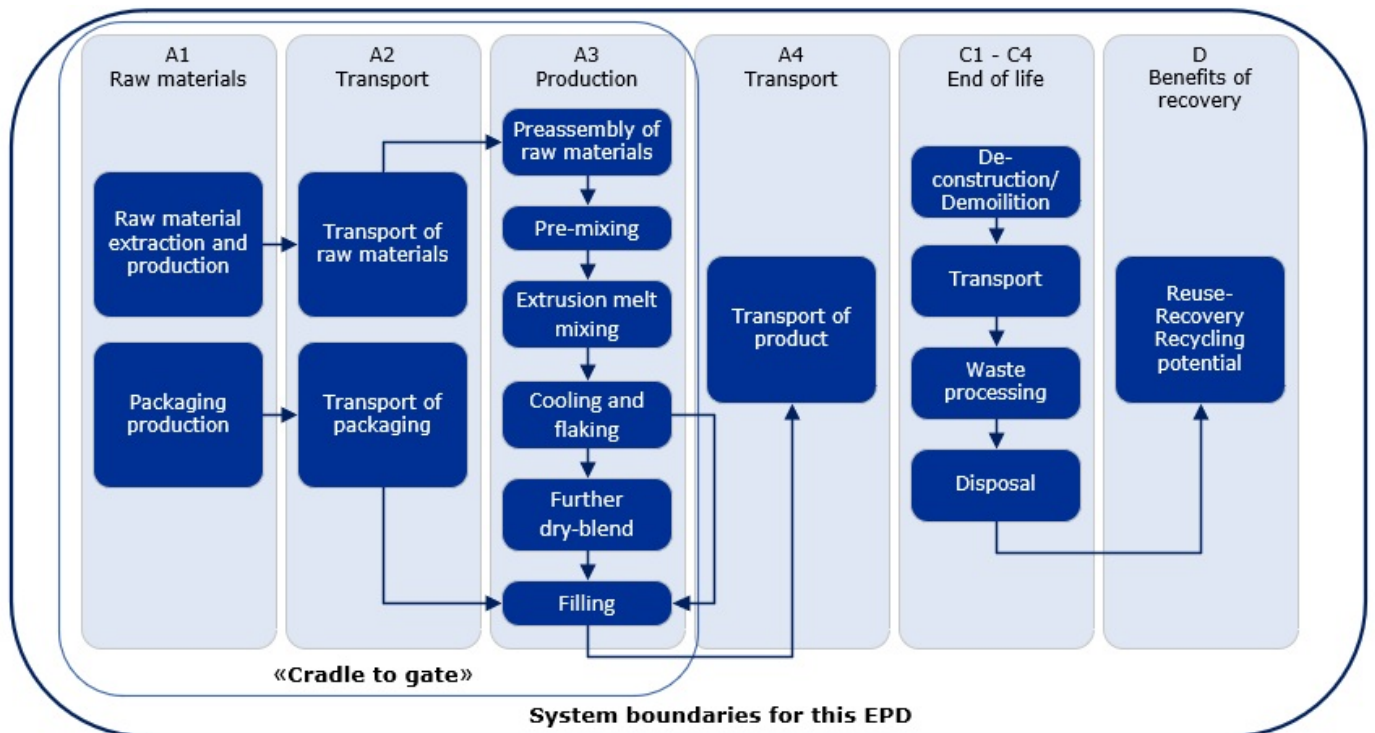 A1
Raw materials
A2
Transport
A3
Production
A4
Transport
C1 - C4
End of life
D
Benefits of
recovery
Raw material
extraction and
production
Packaging
production
Transport of
raw materials
Transport of
packaging
Preassembly of
raw materials
Pre-mixing
Extrusion melt
mixing
Cooling and
flaking
Further
dry-blend
Filling
Transport of
product
De-
construction/
Demoilition
Transport
Waste
processing
Disposal
Reuse-
Recovery
Recycling
potential
«Cradle to gate»
System boundaries for this EPD